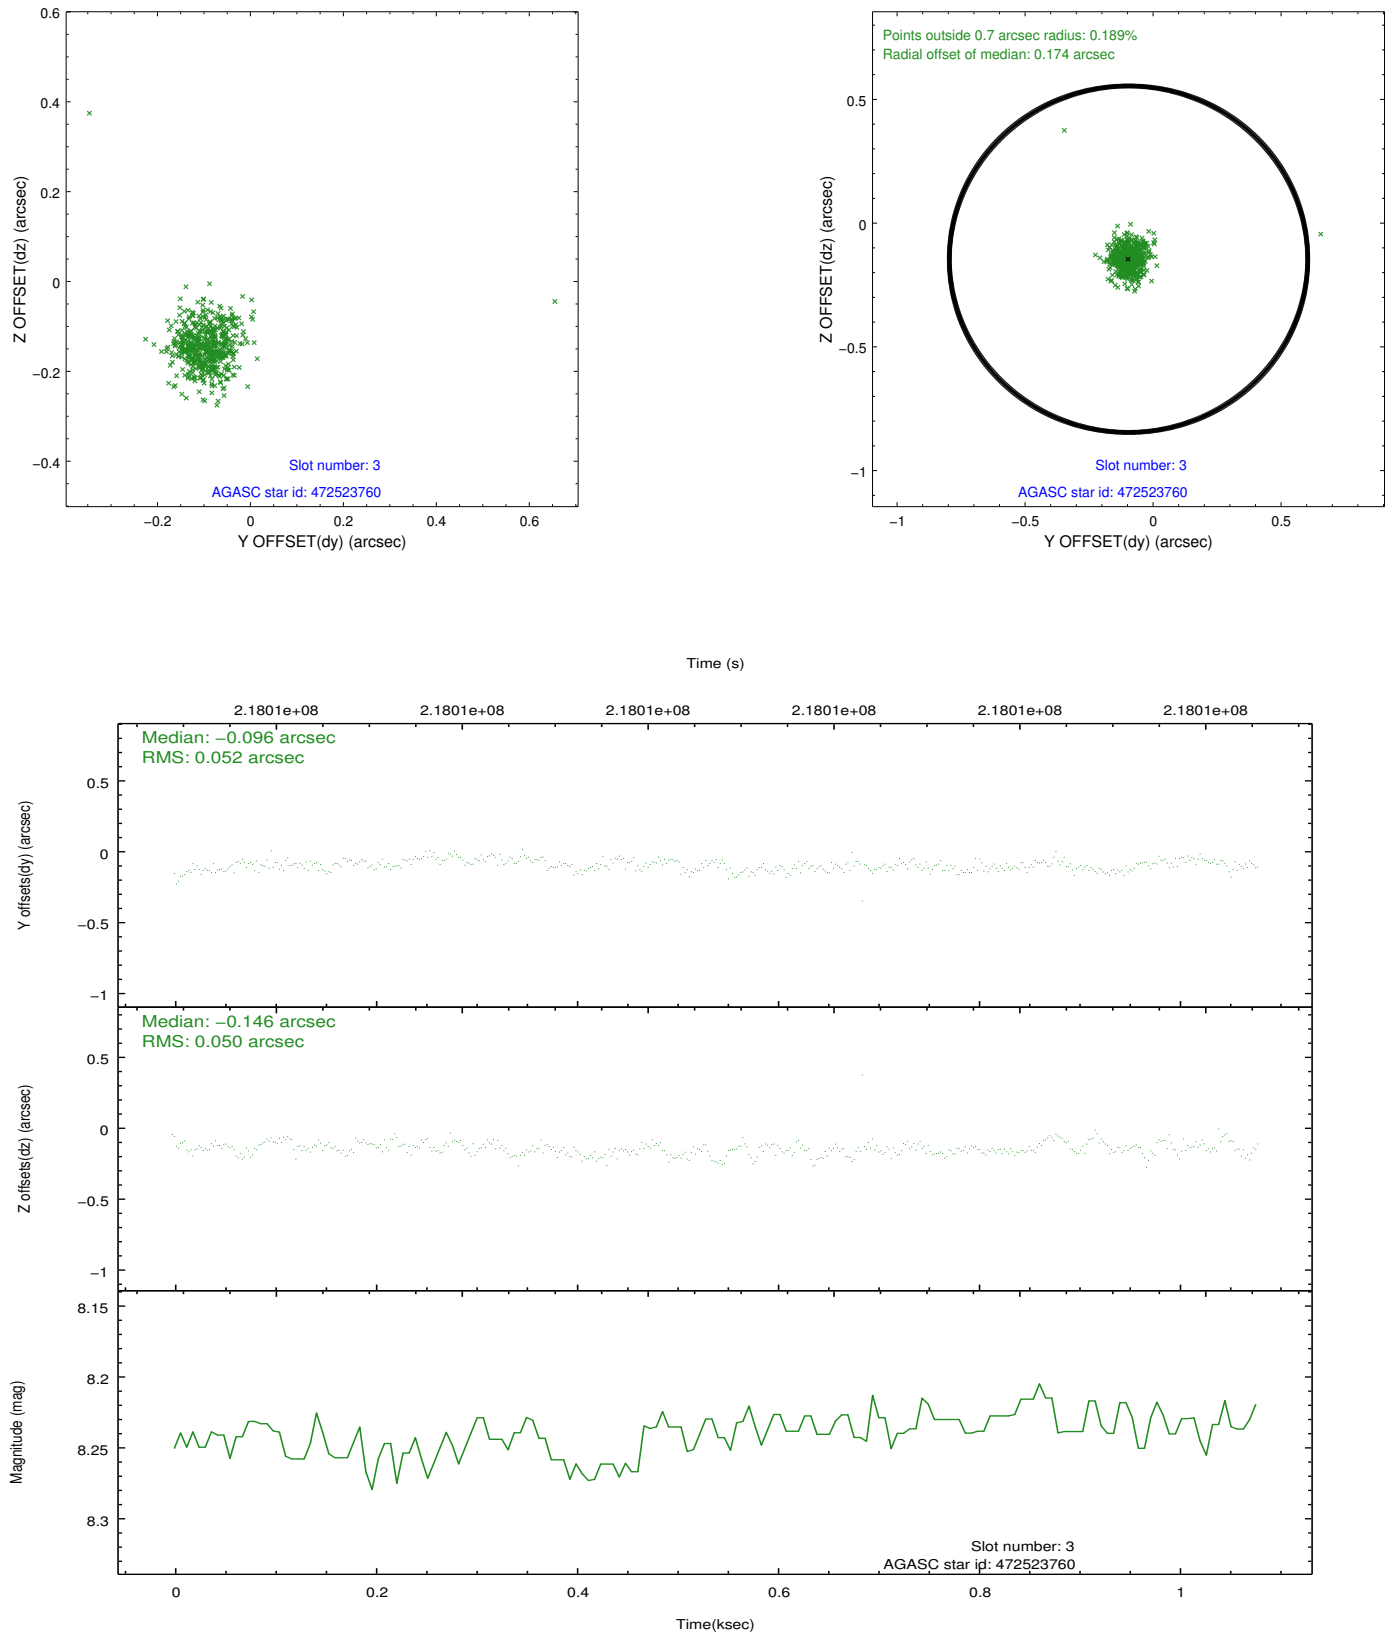 0.6
0.4
0.2
0
−0.2
−0.4
Z OFFSET(dz) (arcsec)
Slot number: 3
AGASC star id: 472523760
−0.2 0 0.2 0.4 0.6
Y OFFSET(dy) (arcsec)
Points outside 0.7 arcsec radius: 0.189%
Radial offset of median: 0.174 arcsec
0.5
0
−0.5
−1
Z OFFSET(dz) (arcsec)
Slot number: 3
AGASC star id: 472523760
−1 −0.5 0 0.5
Y OFFSET(dy) (arcsec)
Time (s)
2.1801e+08 2.1801e+08 2.1801e+08 2.1801e+08 2.1801e+08 2.1801e+08
Median: −0.096 arcsec
RMS: 0.052 arcsec
0.5
0
−0.5
−1
Y offsets(dy) (arcsec)
Median: −0.146 arcsec
RMS: 0.050 arcsec
0.5
0
−0.5
−1
Z offsets(dz) (arcsec)
8.15
8.2
8.25
8.3
Magnitude (mag)
Slot number: 3
AGASC star id: 472523760
0 0.2 0.4 0.6 0.8 1
Time(ksec)